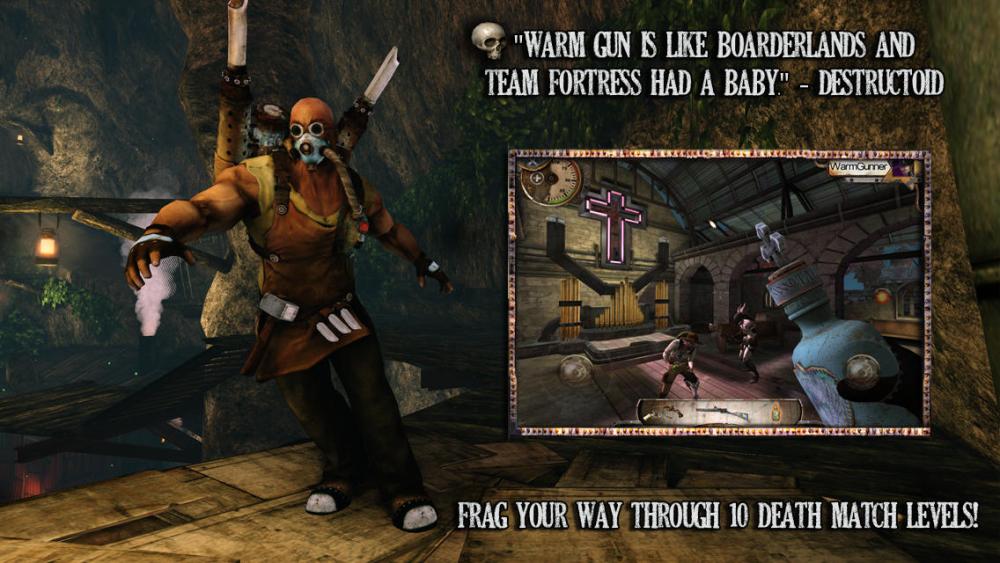 "WARM GUN IS LIKE BOARDERLANDS AND
TEAM FORTRESS HAD A BABY." - DESTRUCTOID
WarmGunner
FRAG YOUR WAY THROUGH 10 DEATH MATCH LEVELS!